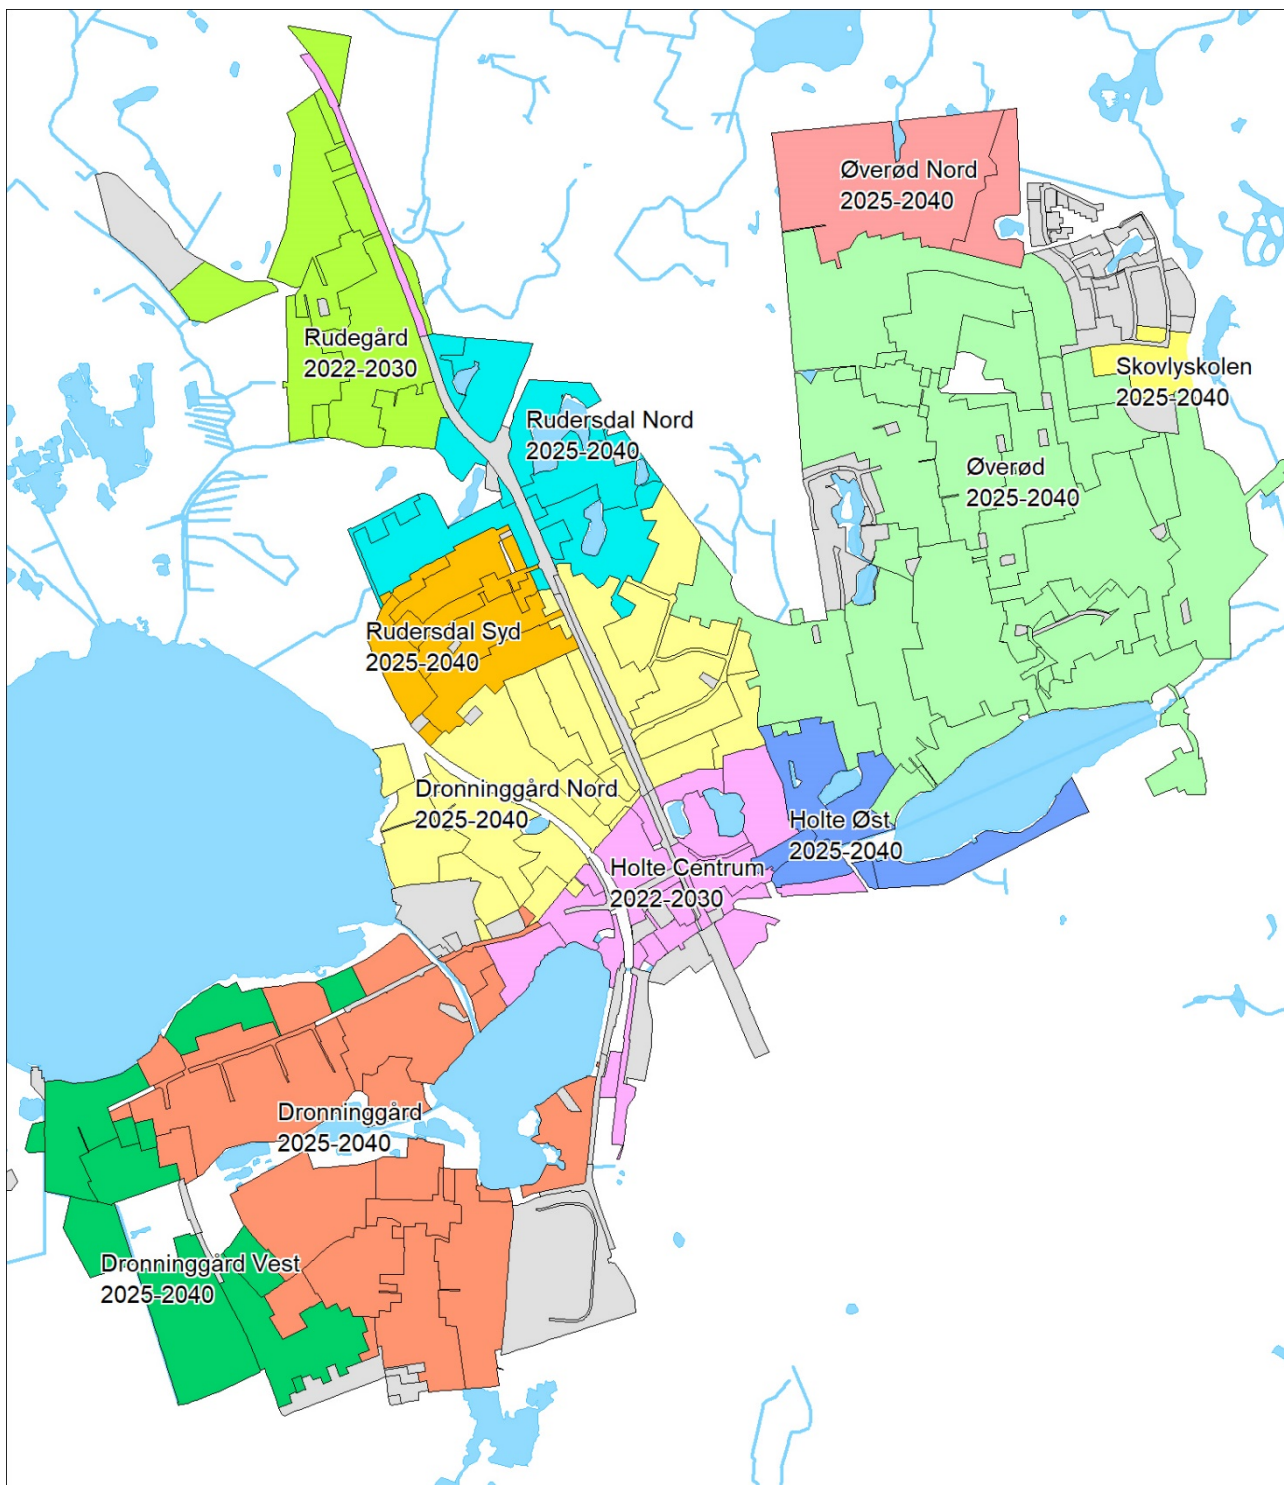 Øverød Nord
2025-2040
Rudegård
2022-2030
Skovlyskolen
2025-2040
Rudersdal Nord
2025-2040
Øverød
2025-2040
Rudersdal Syd
2025-2040
Dronninggård Nord
2025-2040
Holte Øst
2025-2040
Holte Centrum
2022-2030
Dronninggård
2025-2040
Dronninggård Vest
2025-2040